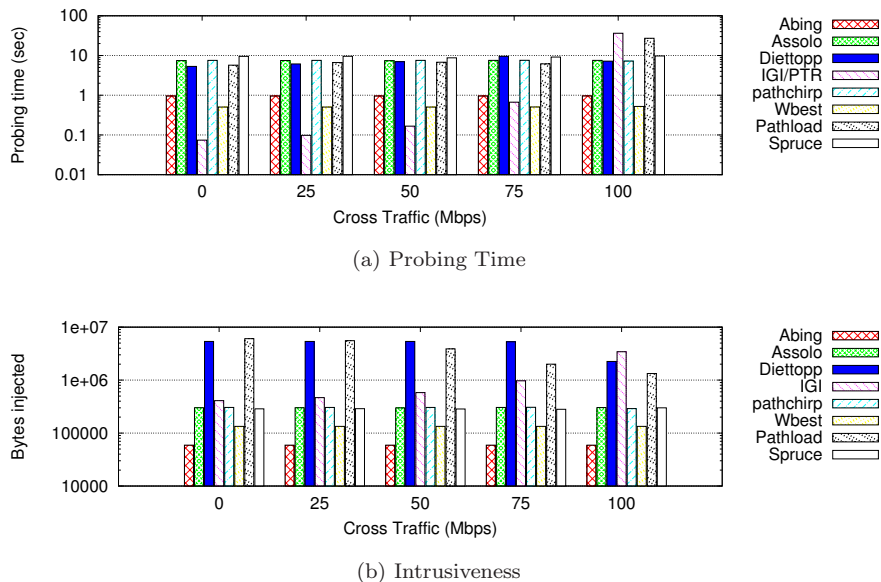 100
10
1
0.1
0.01
Probing time (sec)
0
25
50
75
100
Cross Traffic (Mbps)
Abing
Assolo
Diettopp
IGI/PTR
pathchirp
Wbest
Pathload
Spruce
(a) Probing Time
1e+07
1e+06
100000
10000
Bytes injected
0
25
50
75
100
Cross Traffic (Mbps)
Abing
Assolo
Diettopp
IGI
pathchirp
Wbest
Pathload
Spruce
(b) Intrusiveness